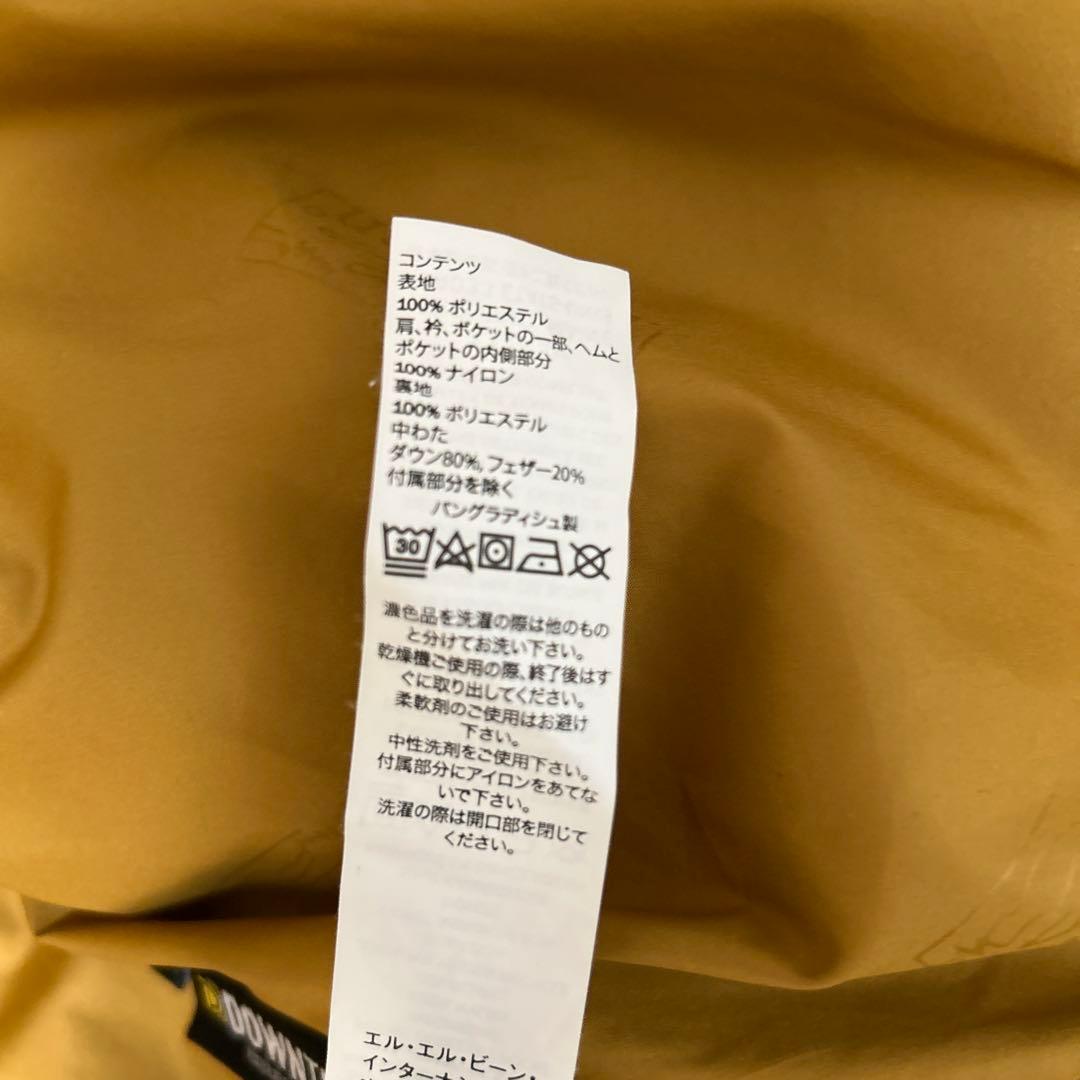 コンテンツ
表地
100% ポリエステル
肩、衿、ポケットの一部、ヘムと
ポケットの内側部分
100% ナイロン
裏地
100% ポリエステル
中わた
ダウン80%, フェザー20%
付属部分を除く
バングラディシュ製
30
濃色品を洗濯の際は他のもの
と分けてお洗い下さい。
乾燥機ご使用の際、終了後はす
ぐに取り出してください。
柔軟剤のご使用はお避け
下さい。
中性洗剤をご使用下さい。
付属部分にアイロンをあてな
いで下さい。
洗濯の際は開口部を閉じて
ください。
エル・エル・ビーン・
インターナ
DOWNT